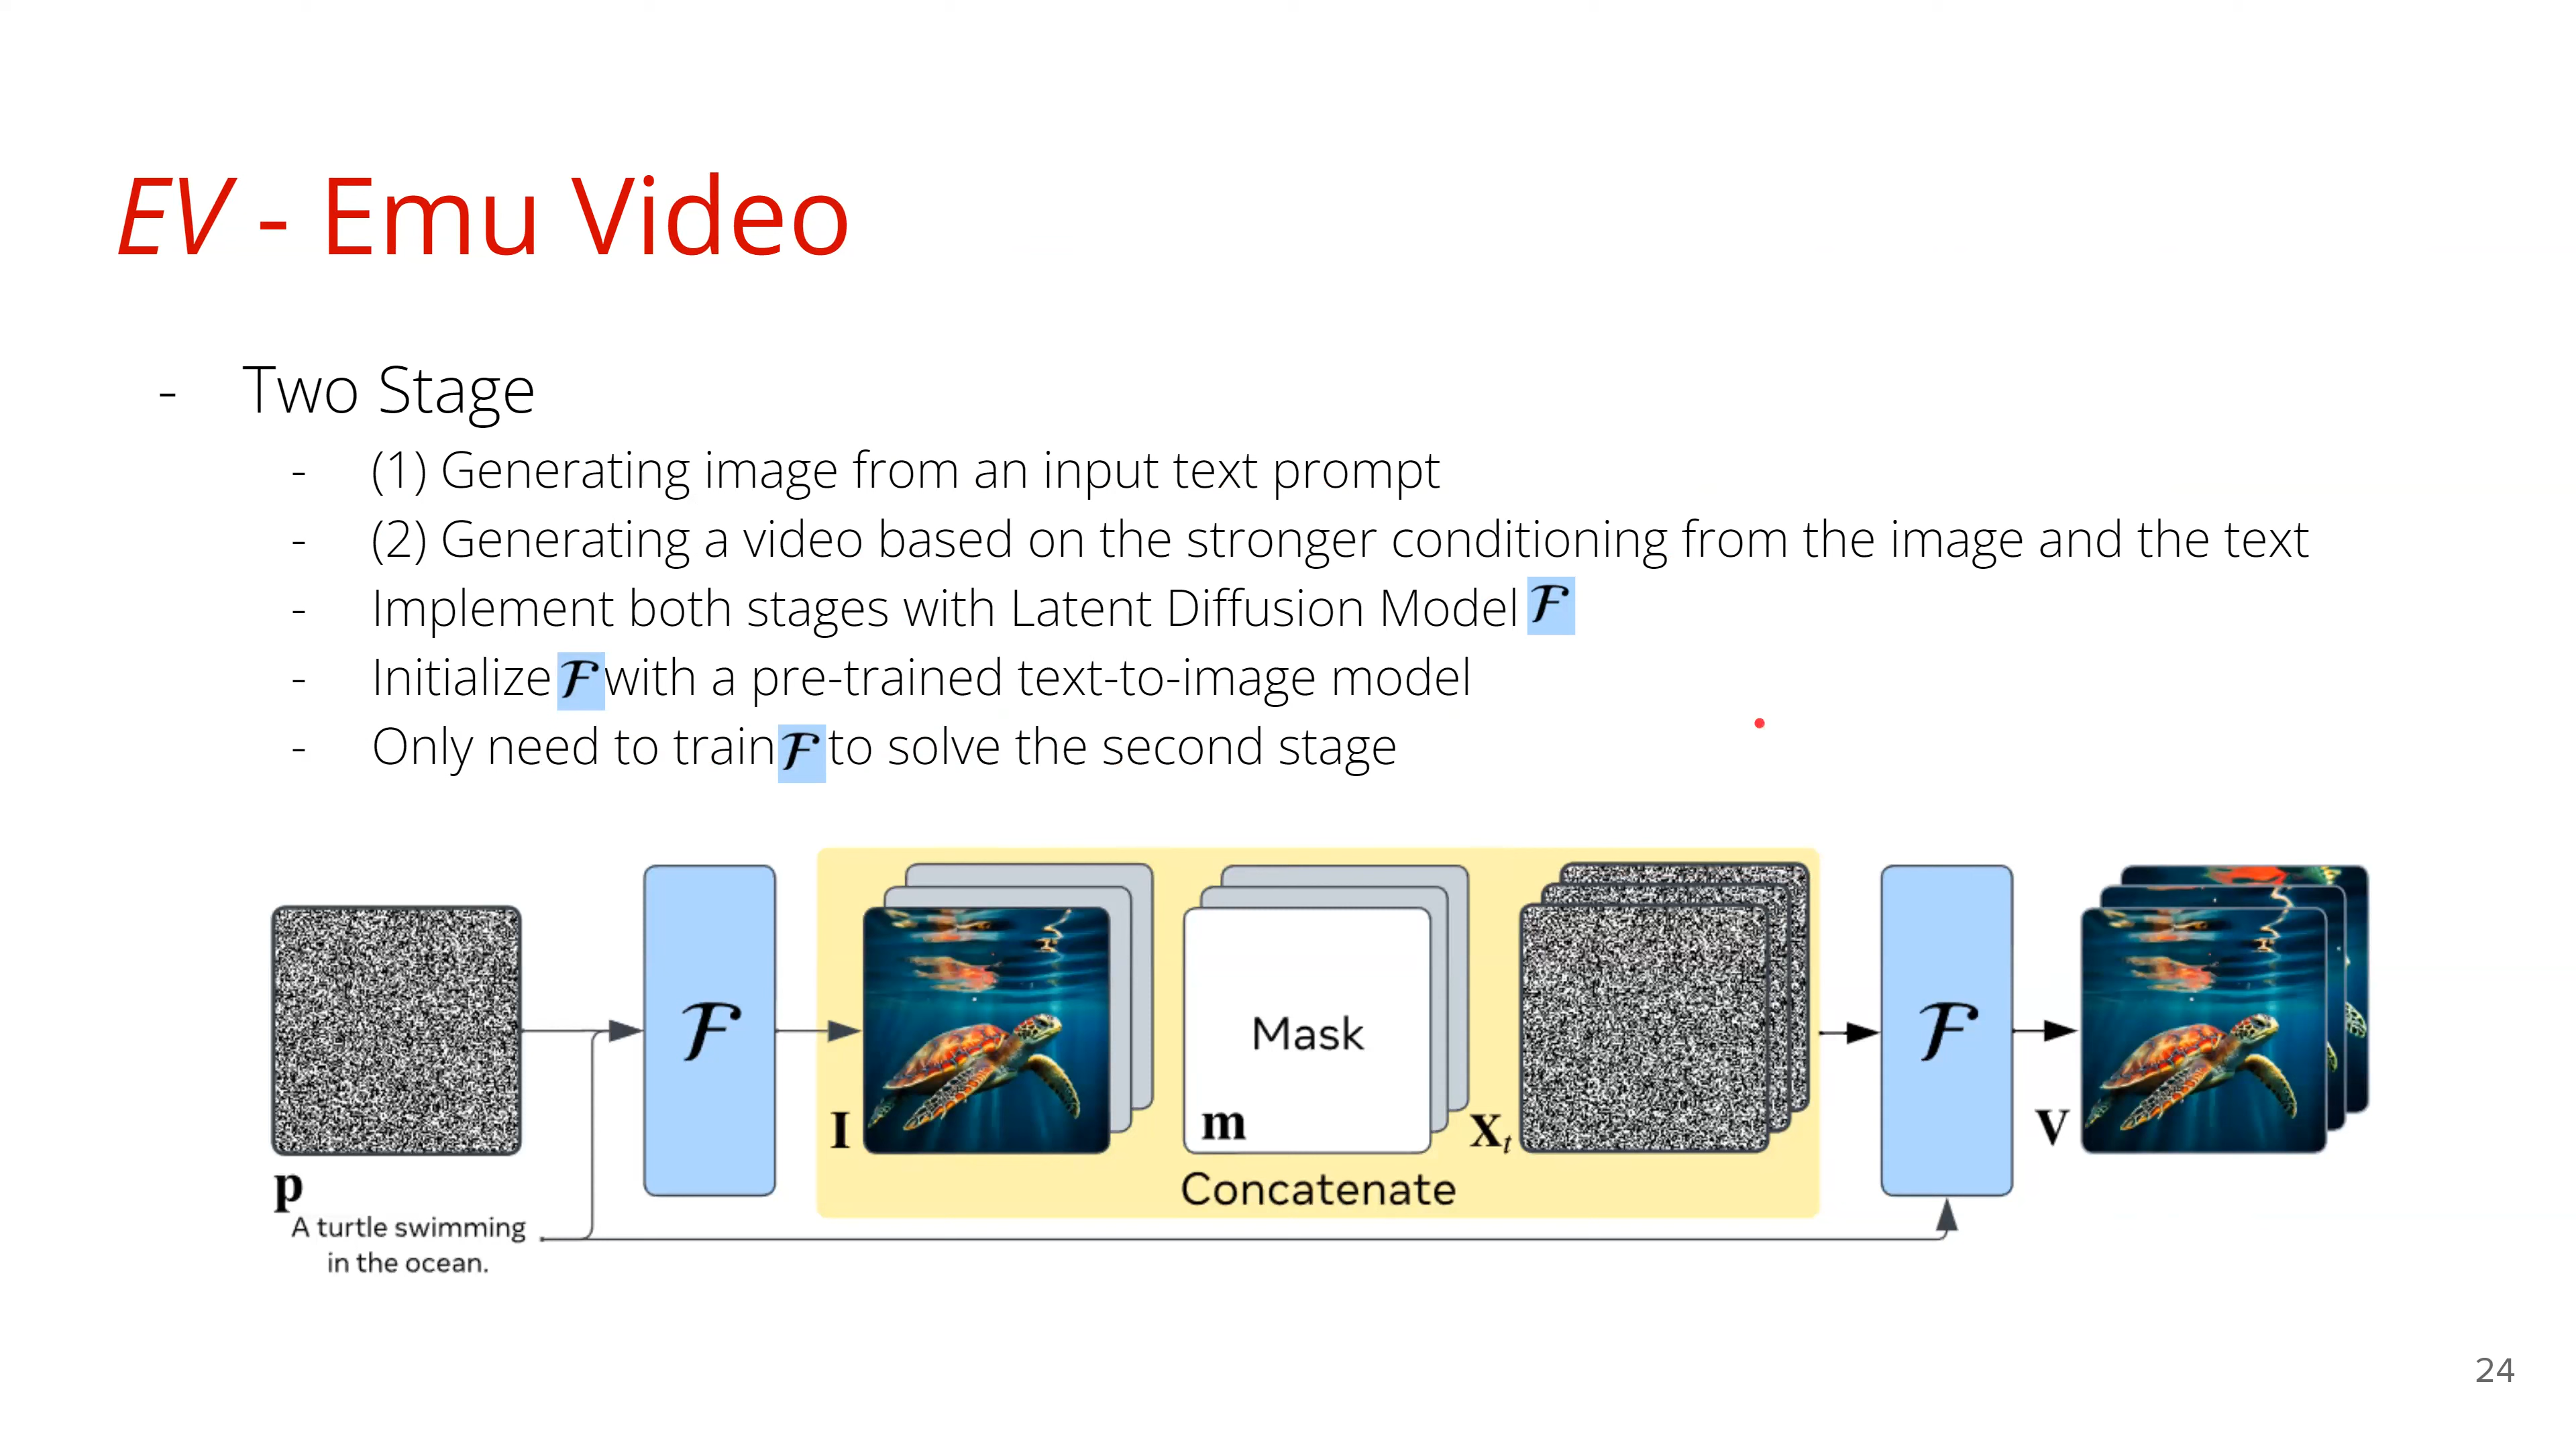 EV - Emu Video
- Two Stage
- (1) Generating image from an input text prompt
- (2) Generating a video based on the stronger conditioning from the image and the text
- Implement both stages with Latent Diffusion Model ℱ
- Initialize ℱ with a pre-trained text-to-image model
- Only need to train ℱ to solve the second stage
p
A turtle swimming
in the ocean.
ℱ
I
Mask
m
Xt
Concatenate
ℱ
V
24